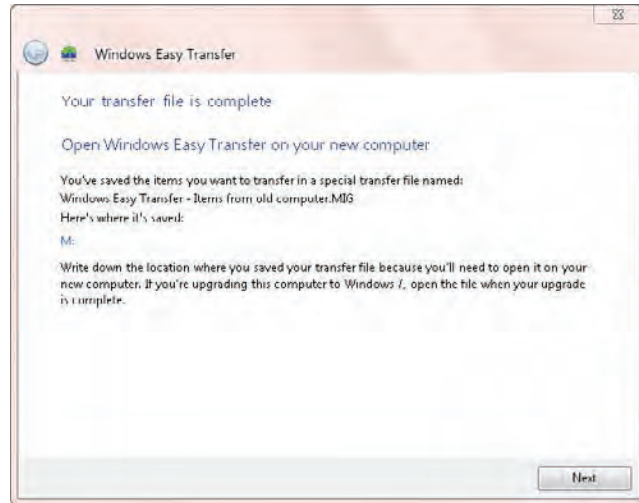 Windows Easy Transfer
Your transfer file is complete
Open Windows Easy Transfer on your new computer
You've saved the items you want to transfer in a special transfer file named:
Windows Easy Transfer - Items from old computer.MIG
Here's where it's saved:
M:
Write down the location where you saved your transfer file because you'll need to open it on your
new computer. If you're upgrading this computer to Windows 7, open the file when your upgrade
is complete.
Next